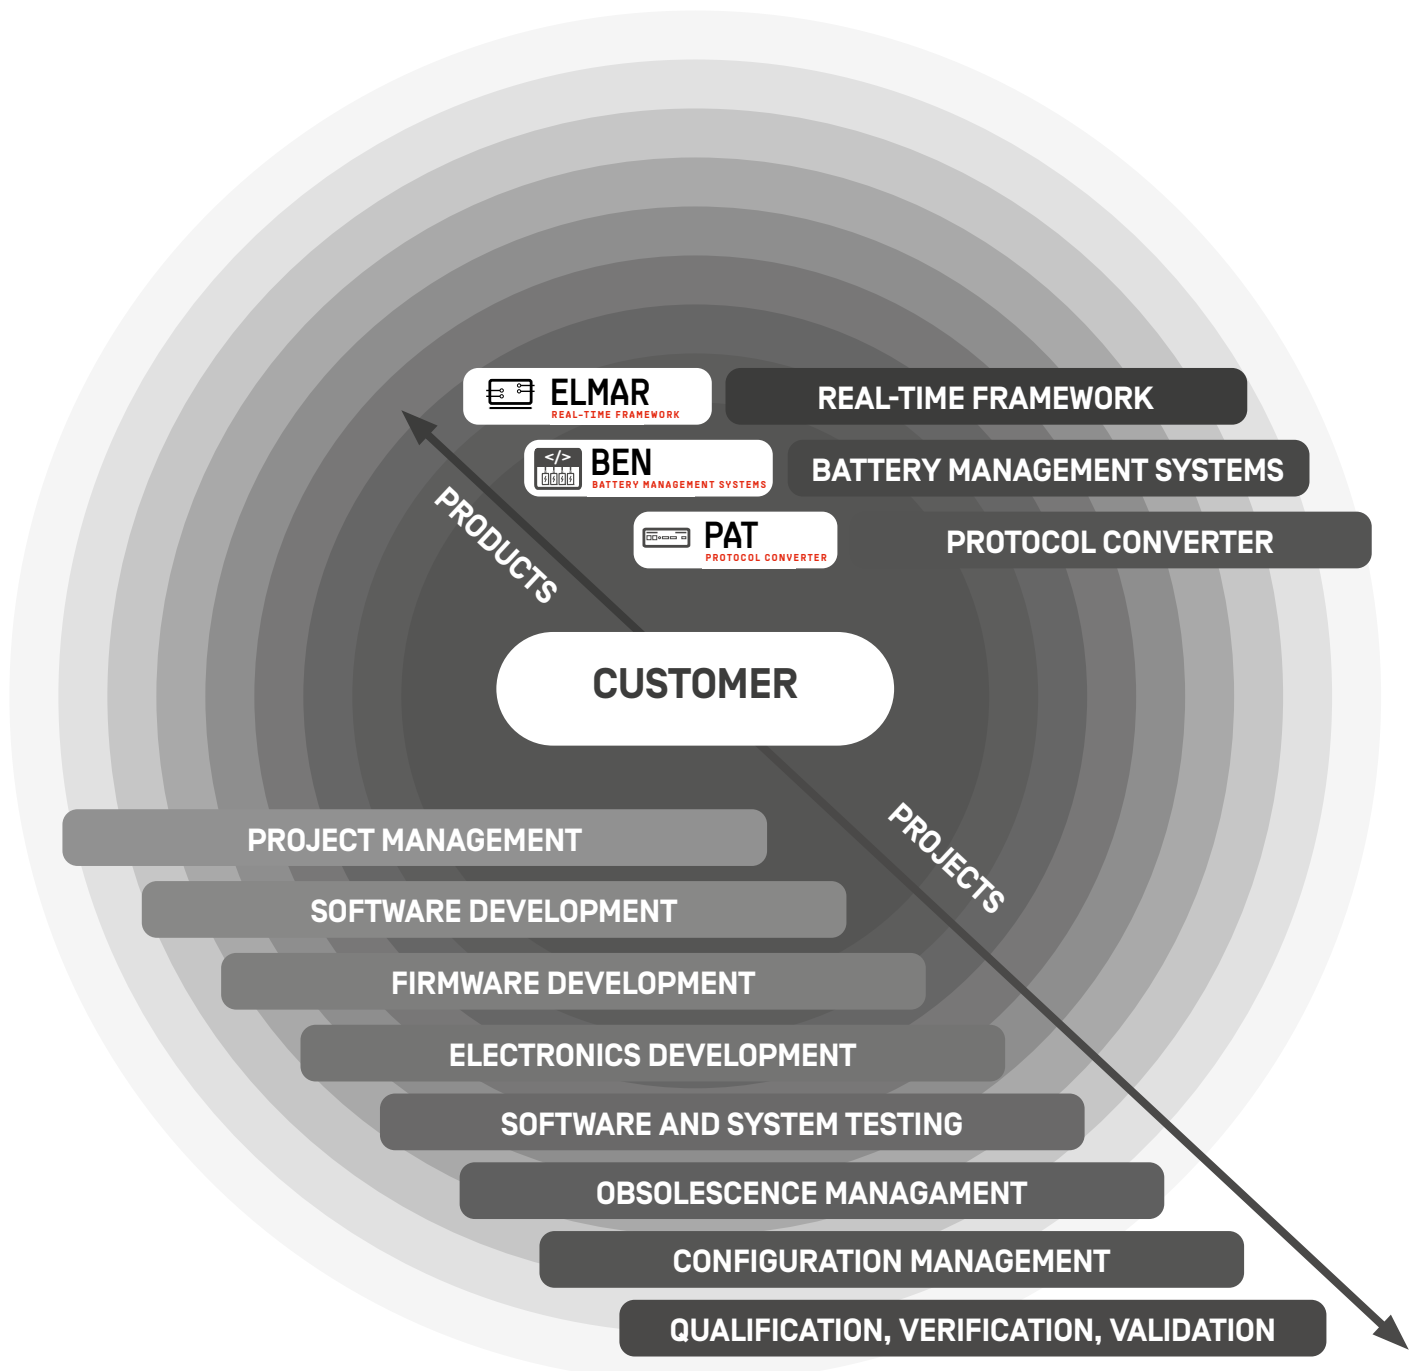 ELMAR
REAL-TIME FRAMEWORK
REAL-TIME FRAMEWORK
</>
BEN
BATTERY MANAGEMENT SYSTEMS
BATTERY MANAGEMENT SYSTEMS
PAT
PROTOCOL CONVERTER
PROTOCOL CONVERTER
PRODUCTS
CUSTOMER
PROJECTS
PROJECT MANAGEMENT
SOFTWARE DEVELOPMENT
FIRMWARE DEVELOPMENT
ELECTRONICS DEVELOPMENT
SOFTWARE AND SYSTEM TESTING
OBSOLESCENCE MANAGAMENT
CONFIGURATION MANAGEMENT
QUALIFICATION, VERIFICATION, VALIDATION